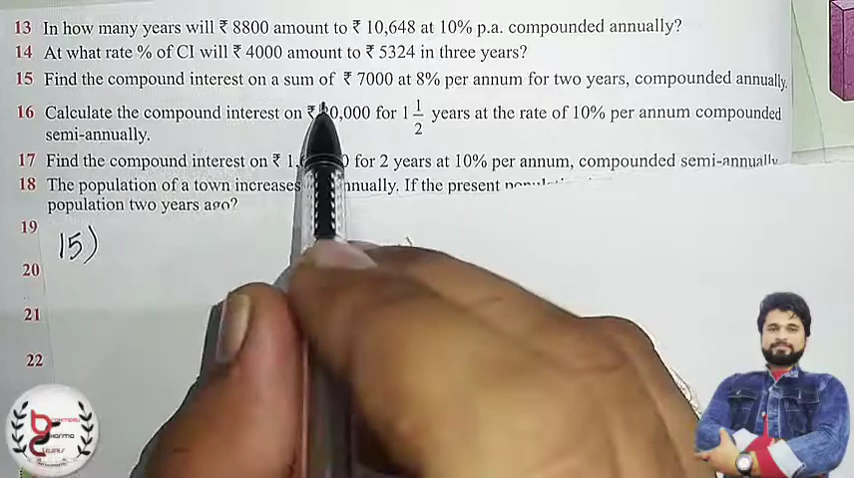 13 In how many years will ₹ 8800 amount to ₹ 10,648 at 10% p.a. compounded annually?
14 At what rate % of CI will ₹ 4000 amount to ₹ 5324 in three years?
15 Find the compound interest on a sum of ₹ 7000 at 8% per annum for two years, compounded annually.
16 Calculate the compound interest on ₹ 0,000 for 1 1/2 years at the rate of 10% per annum compounded
semi-annually.
17 Find the compound interest on ₹ 1, 0 for 2 years at 10% per annum, compounded semi-annually
18 The population of a town increases annually. If the present
population two years ago?
19
15)
20
21
22